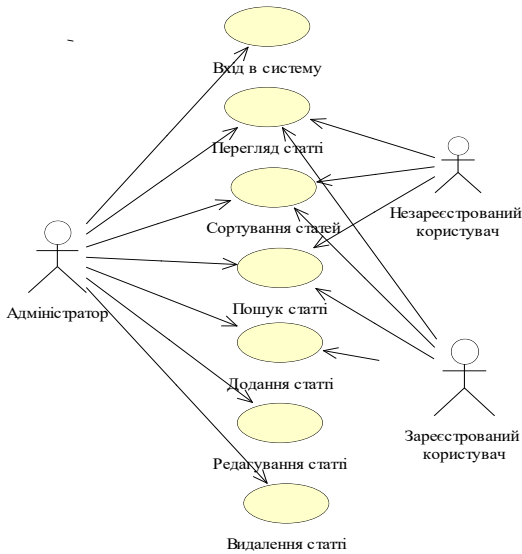 Вхід в систему
Перегляд статті
Сортування статей
Незареєстрований
користувач
Адміністратор
Пошук статті
Додання статті
Зареєстрований
користувач
Редагування статті
Видалення статті